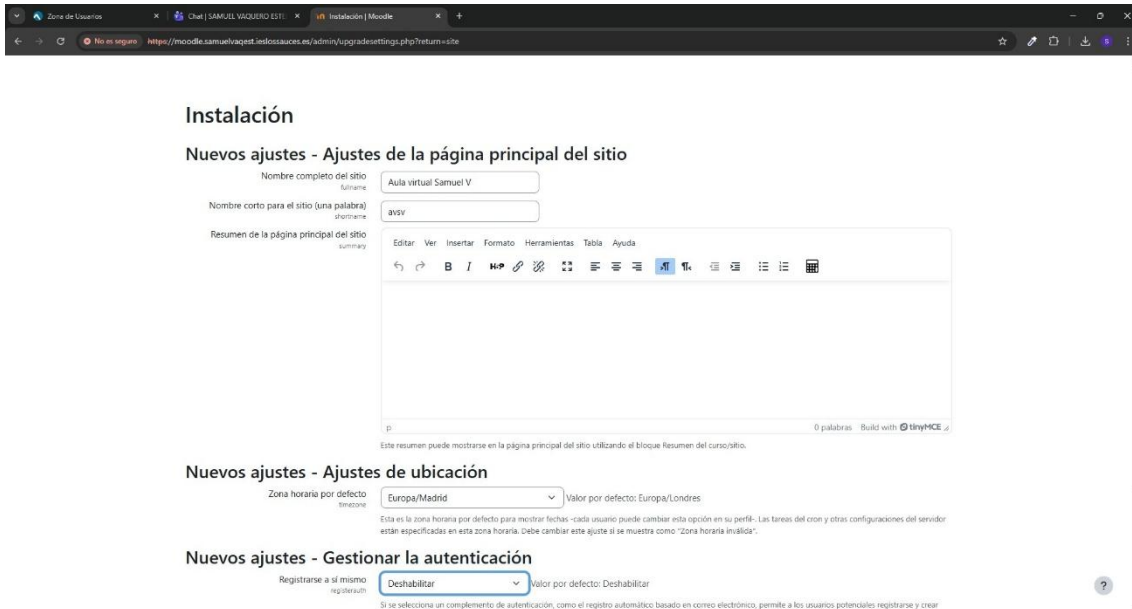 Zona de Usuarios
Chat | SAMUEL VAQUERO ESTE
Instalación | Moodle
No es seguro https://moodle.samuelvaqest.ieslossauces.es/admin/upgradesettings.php?return=site
Instalación
Nuevos ajustes - Ajustes de la página principal del sitio
Nombre completo del sitio
fullname
Aula virtual Samuel V
Nombre corto para el sitio (una palabra)
shortname
avsv
Resumen de la página principal del sitio
summary
Editar Ver Insertar Formato Herramientas Tabla Ayuda
B I H-P
p
0 palabras Build with tinyMCE
Este resumen puede mostrarse en la página principal del sitio utilizando el bloque Resumen del curso/sitio.
Nuevos ajustes - Ajustes de ubicación
Zona horaria por defecto
timezone
Europa/Madrid
Valor por defecto: Europa/Londres
Esta es la zona horaria por defecto para mostrar fechas -cada usuario puede cambiar esta opción en su perfil-. Las tareas del cron y otras configuraciones del servidor
están especificadas en esta zona horaria. Debe cambiar este ajuste si se muestra como "Zona horaria inválida".
Nuevos ajustes - Gestionar la autenticación
Registrarse a sí mismo
registerauth
Deshabilitar
Valor por defecto: Deshabilitar
Si se selecciona un complemento de autenticación, como el registro automático basado en correo electrónico, permite a los usuarios potenciales registrarse y crear
?